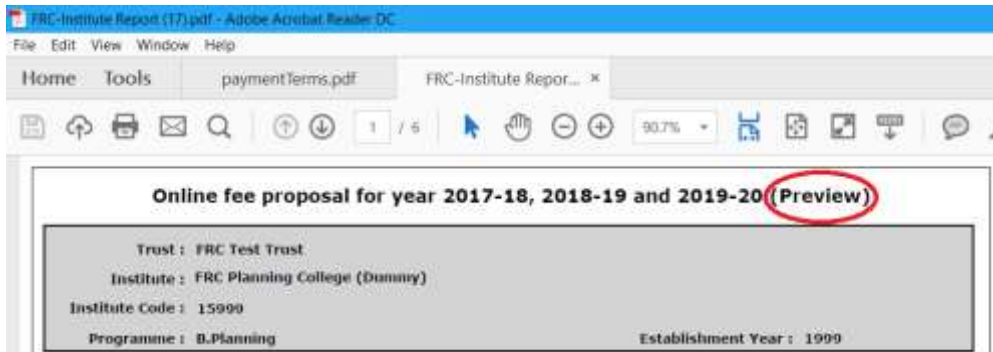 FRC-Institute Report (17).pdf - Adobe Acrobat Reader DC
File Edit View Window Help
Home Tools paymentTerms.pdf FRC-Institute Repor... ×
1 / 6 90.7%
Online fee proposal for year 2017-18, 2018-19 and 2019-20 (Preview)
Trust : FRC Test Trust
Institute : FRC Planning College (Dummy)
Institute Code : 15999
Programme : B.Planning Establishment Year : 1999